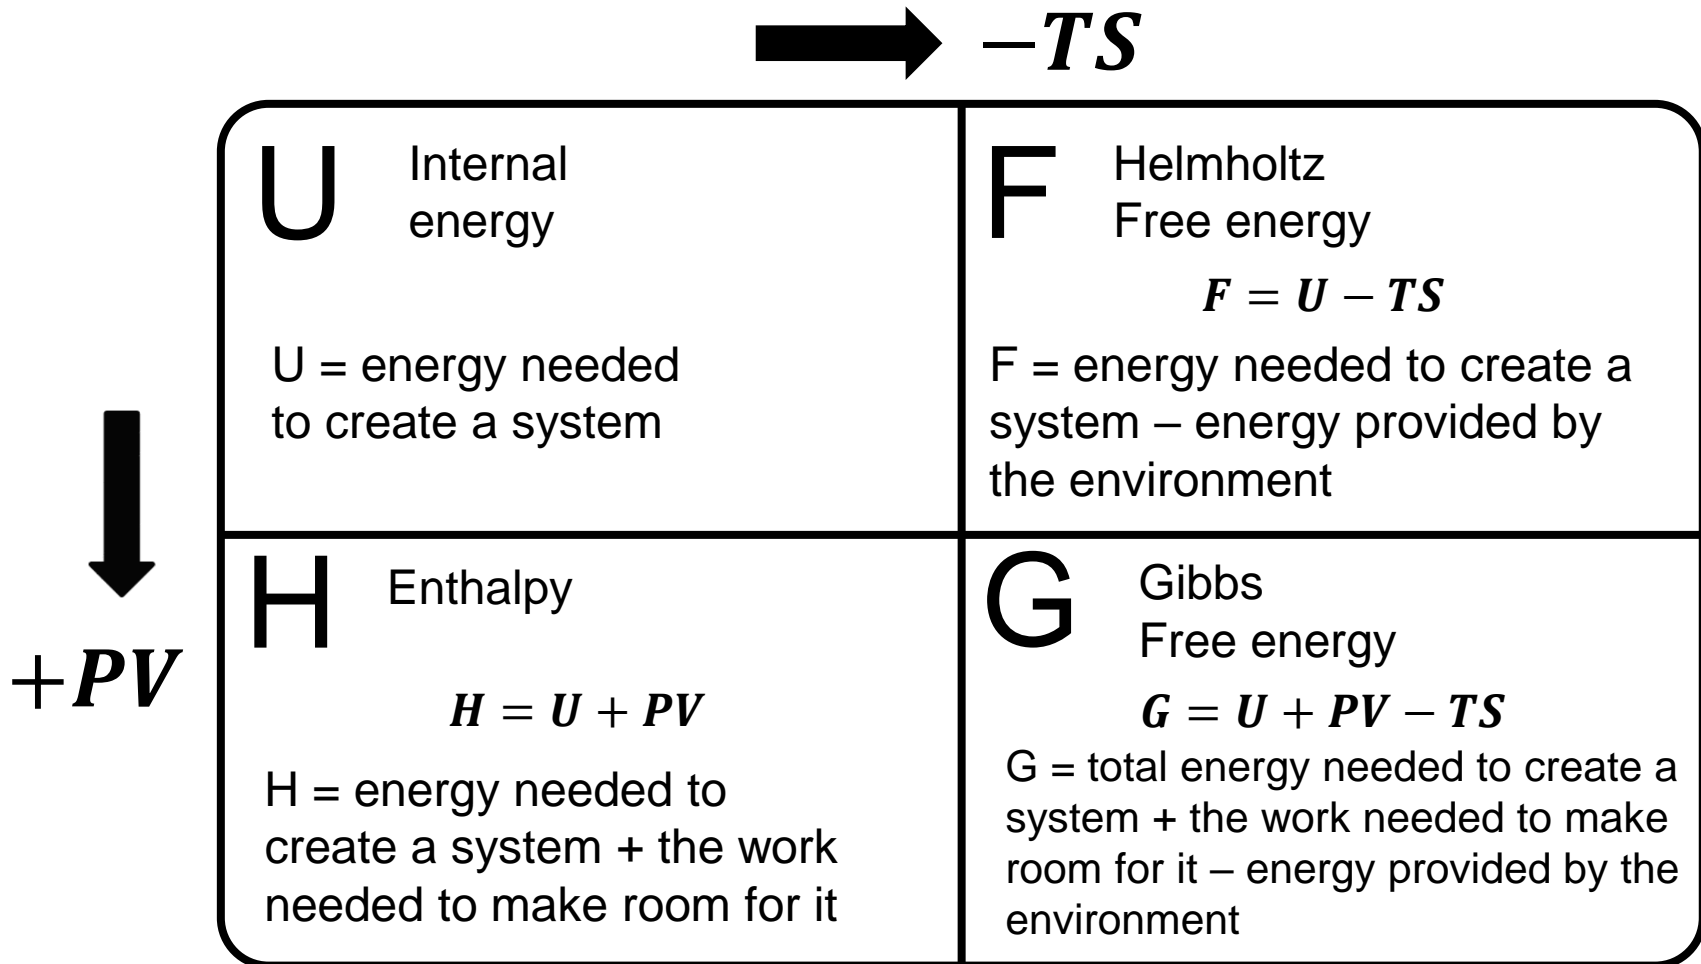 −TS
U
Internal
energy
U = energy needed
to create a system
F
Helmholtz
Free energy
F = U − TS
F = energy needed to create a
system – energy provided by
the environment
+PV
H
Enthalpy
H = U + PV
H = energy needed to
create a system + the work
needed to make room for it
G
Gibbs
Free energy
G = U + PV − TS
G = total energy needed to create a
system + the work needed to make
room for it – energy provided by the
environment